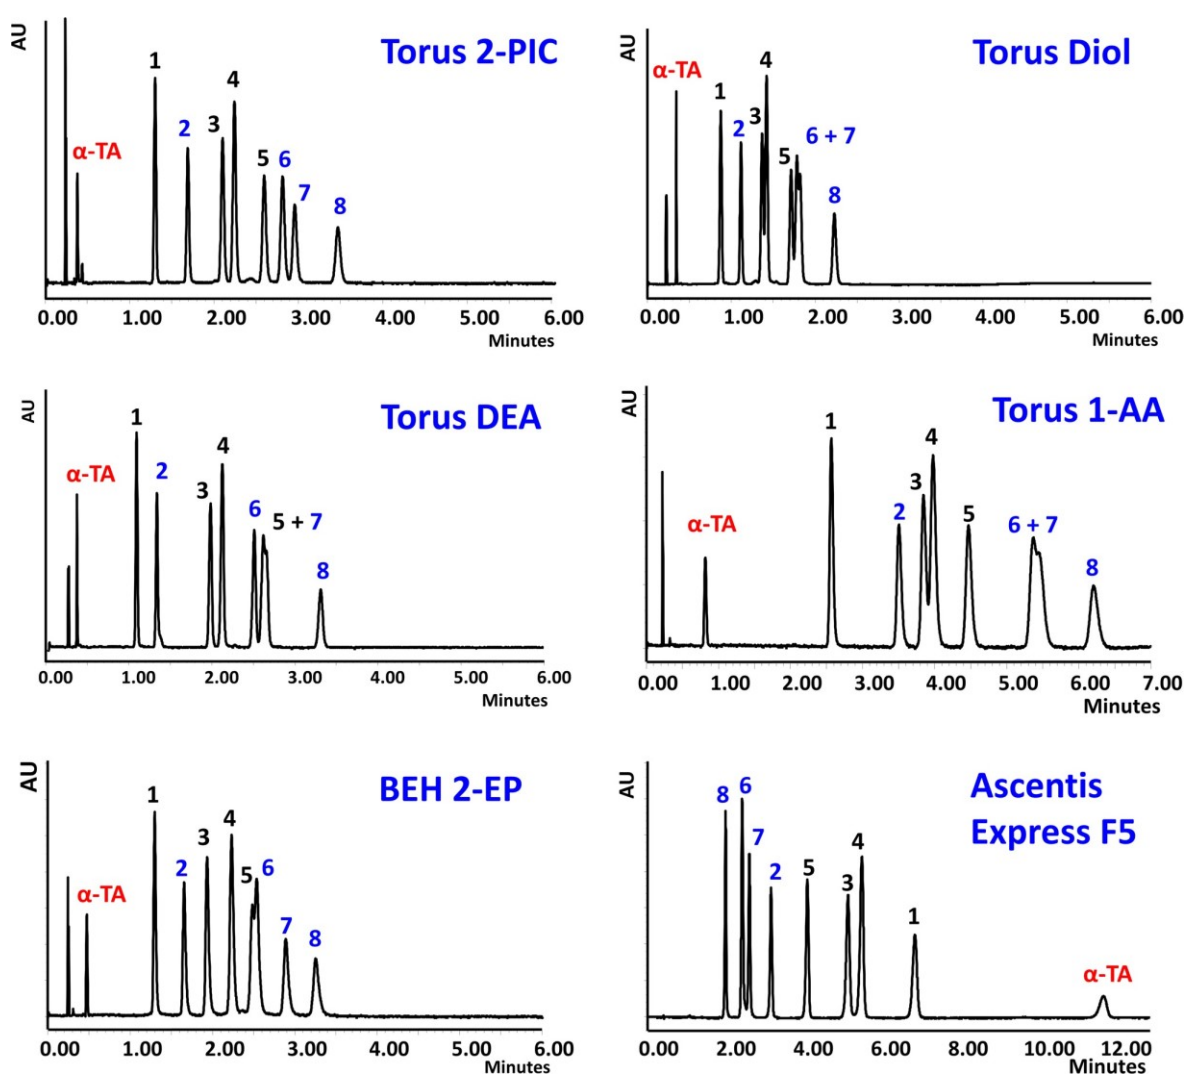 AU
Torus 2-PIC
α-TA
1
2
3
4
5
6
7
8
0.00 1.00 2.00 3.00 4.00 5.00 6.00
Minutes
AU
Torus Diol
α-TA
1
2
3
4
5
6 + 7
8
0.00 1.00 2.00 3.00 4.00 5.00 6.00
Minutes
AU
Torus DEA
α-TA
1
2
3
4
6
5 + 7
8
0.00 1.00 2.00 3.00 4.00 5.00 6.00
Minutes
AU
Torus 1-AA
α-TA
1
2
3
4
5
6 + 7
8
0.00 1.00 2.00 3.00 4.00 5.00 6.00 7.00
Minutes
AU
BEH 2-EP
α-TA
1
2
3
4
5
6
7
8
0.00 1.00 2.00 3.00 4.00 5.00 6.00
Minutes
AU
Ascentis
Express F5
8
6
7
2
5
3
4
1
α-TA
0.00 2.00 4.00 6.00 8.00 10.00 12.00
Minutes